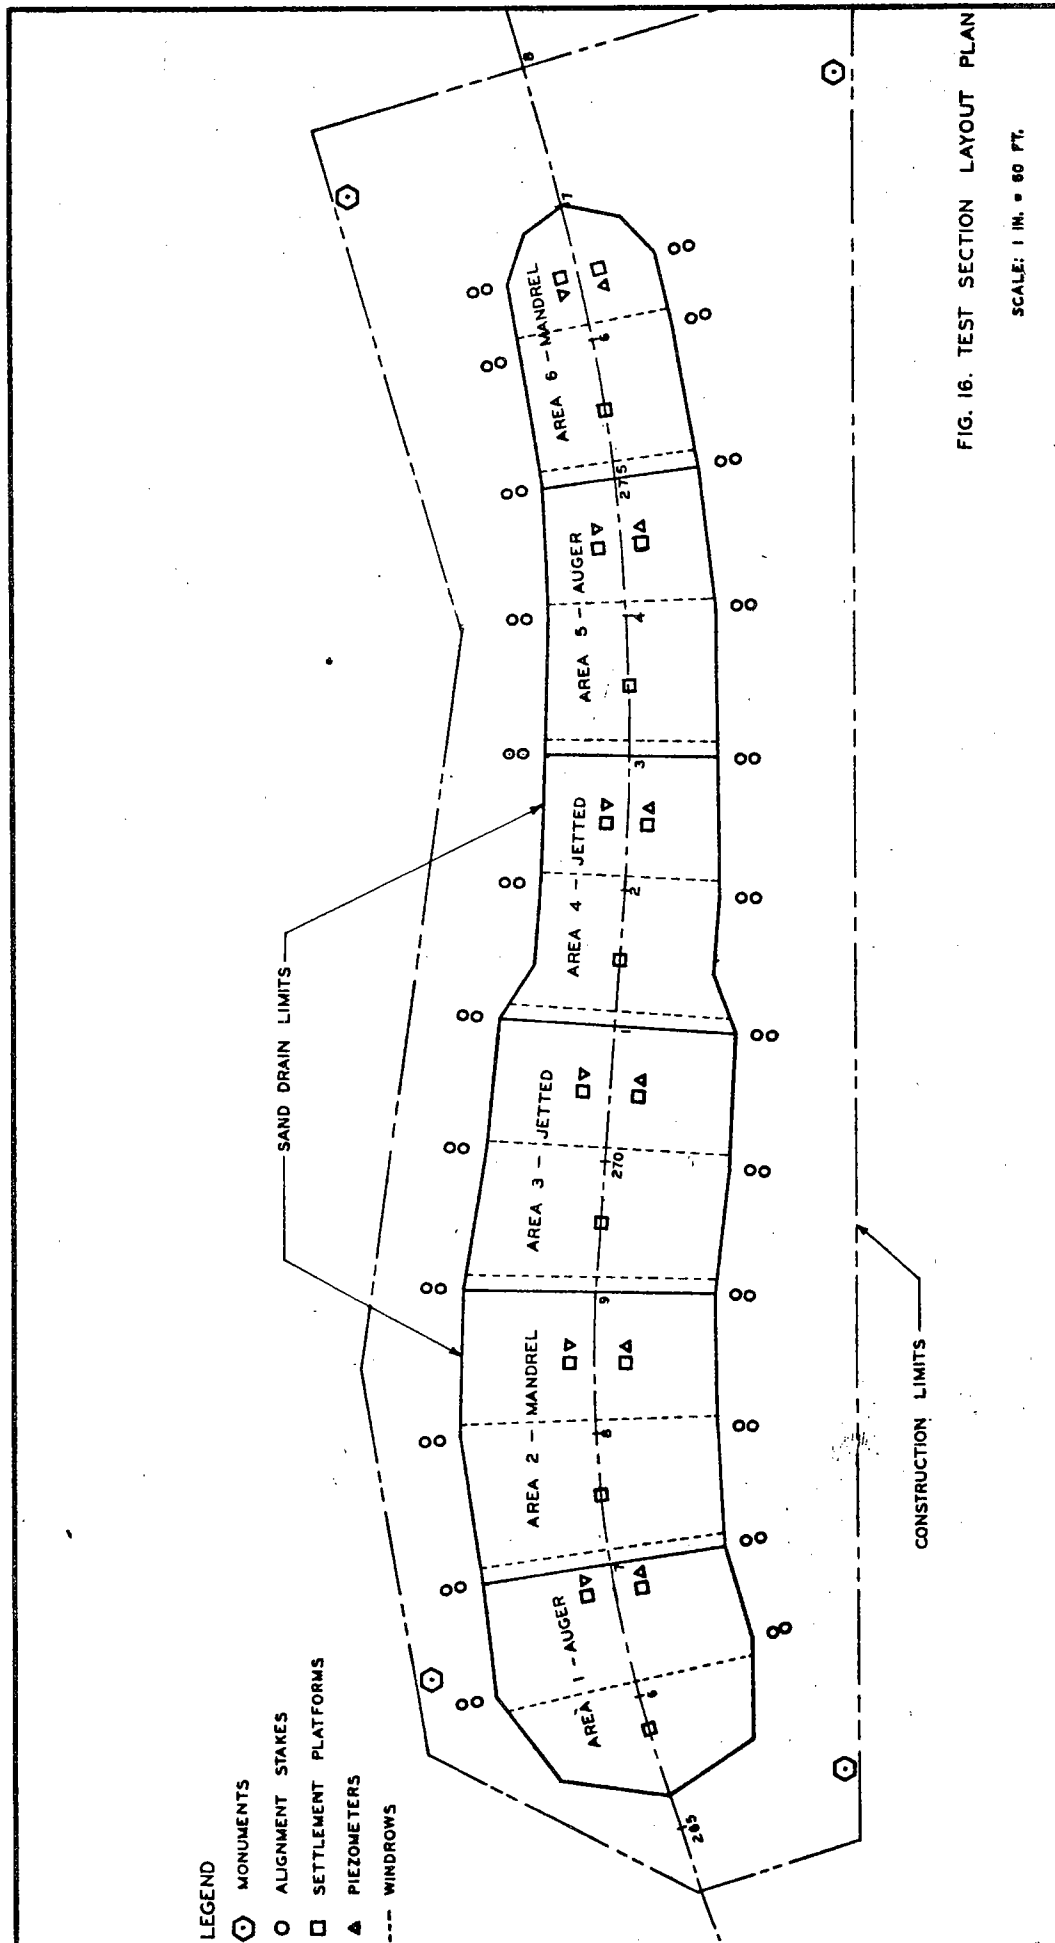 LEGEND
MONUMENTS
ALIGNMENT STAKES
SETTLEMENT PLATFORMS
PIEZOMETERS
--- WINDROWS
SAND DRAIN LIMITS
CONSTRUCTION LIMITS
AREA 1 - AUGER
AREA 2 - MANDREL
AREA 3 - JETTED
AREA 4 - JETTED
AREA 5 - AUGER
AREA 6 - MANDREL
265
6
7
8
9
270
1
2
3
4
275
6
7
8
FIG. 16. TEST SECTION LAYOUT PLAN
SCALE: 1 IN. = 60 FT.